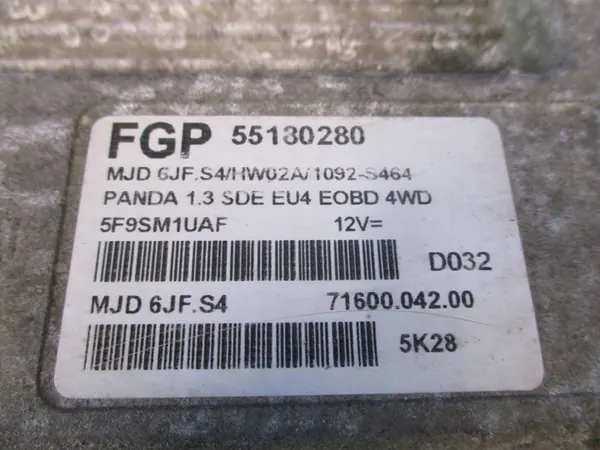 FGP 55180280
MJD 6JF.S4/HW02A/1092-S464
PANDA 1.3 SDE EU4 EOBD 4WD
5F9SM1UAF 12V=
D032
MJD 6JF.S4 71600.042.00
5K28